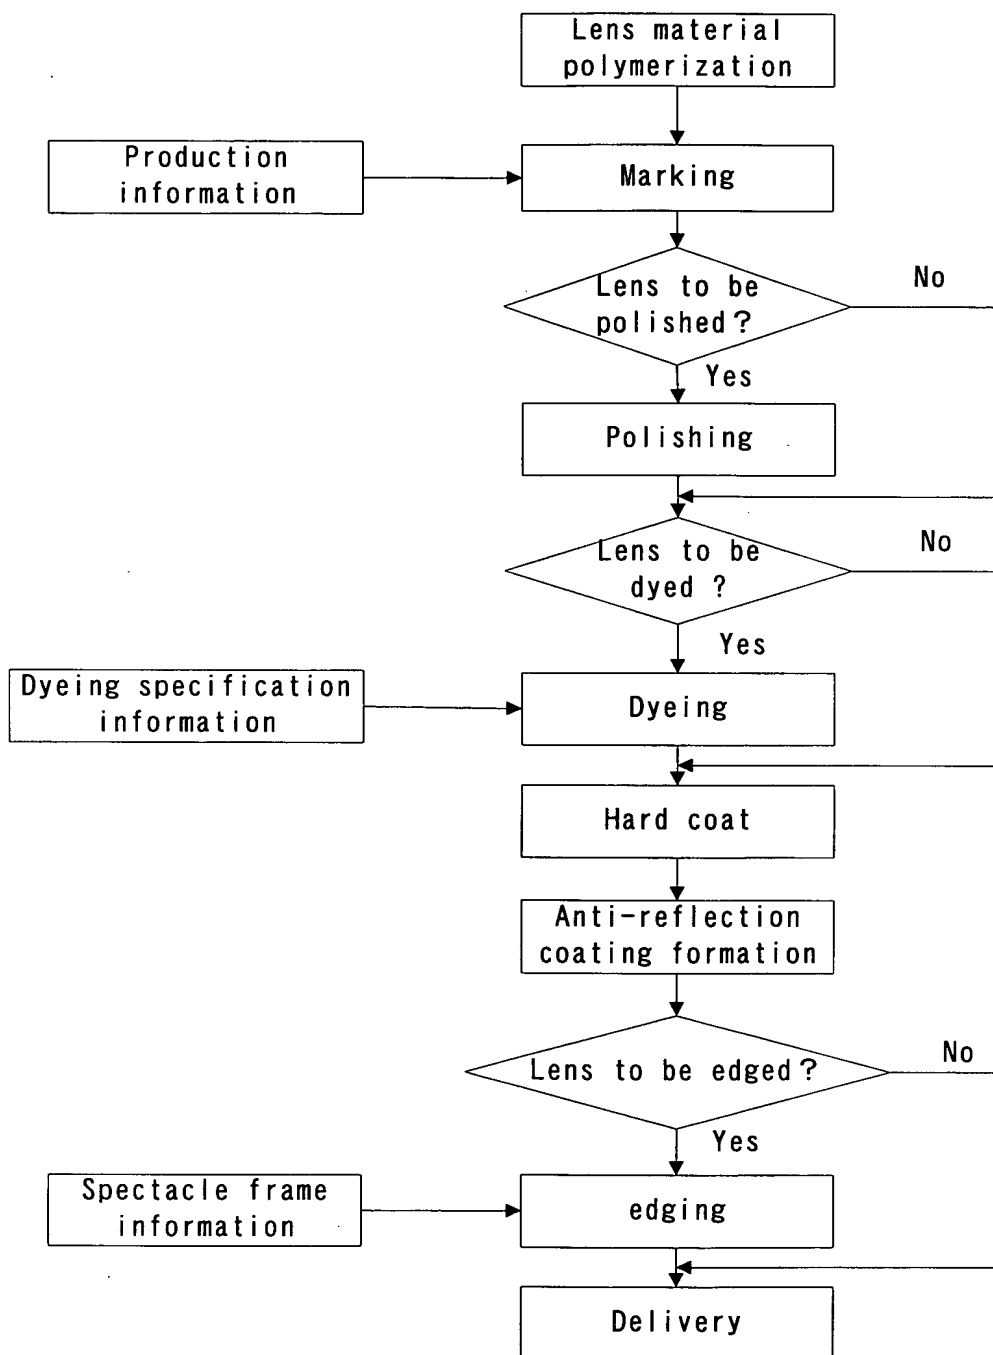 Lens material
polymerization
Production
information
Marking
Lens to be
polished?
No
Yes
Polishing
Lens to be
dyed ?
No
Yes
Dyeing specification
information
Dyeing
Hard coat
Anti-reflection
coating formation
Lens to be edged?
No
Yes
Spectacle frame
information
edging
Delivery